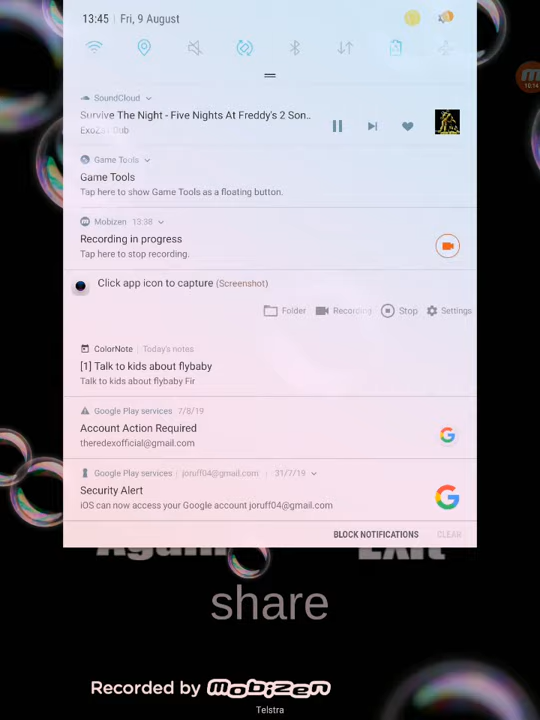 13:45 | Fri, 9 August
10:14
SoundCloud
Survive The Night - Five Nights At Freddy's 2 Son..
Dub
Game Tools
Game Tools
Tap here to show Game Tools as a floating button.
Mobizen 13:38
Recording in progress
Tap here to stop recording.
Click app icon to capture (Screenshot)
Folder Recording Stop Settings
ColorNote | Today's notes
[1] Talk to kids about flybaby
Talk to kids about flybaby Fir
Google Play services 7/8/19
Account Action Required
theredexofficial@gmail.com
Google Play services | joruff04@gmail.com | 31/7/19
Security Alert
iOS can now access your Google account joruff04@gmail.com
BLOCK NOTIFICATIONS CLEAR
Again Exit
share
Recorded by mobizen
Telstra